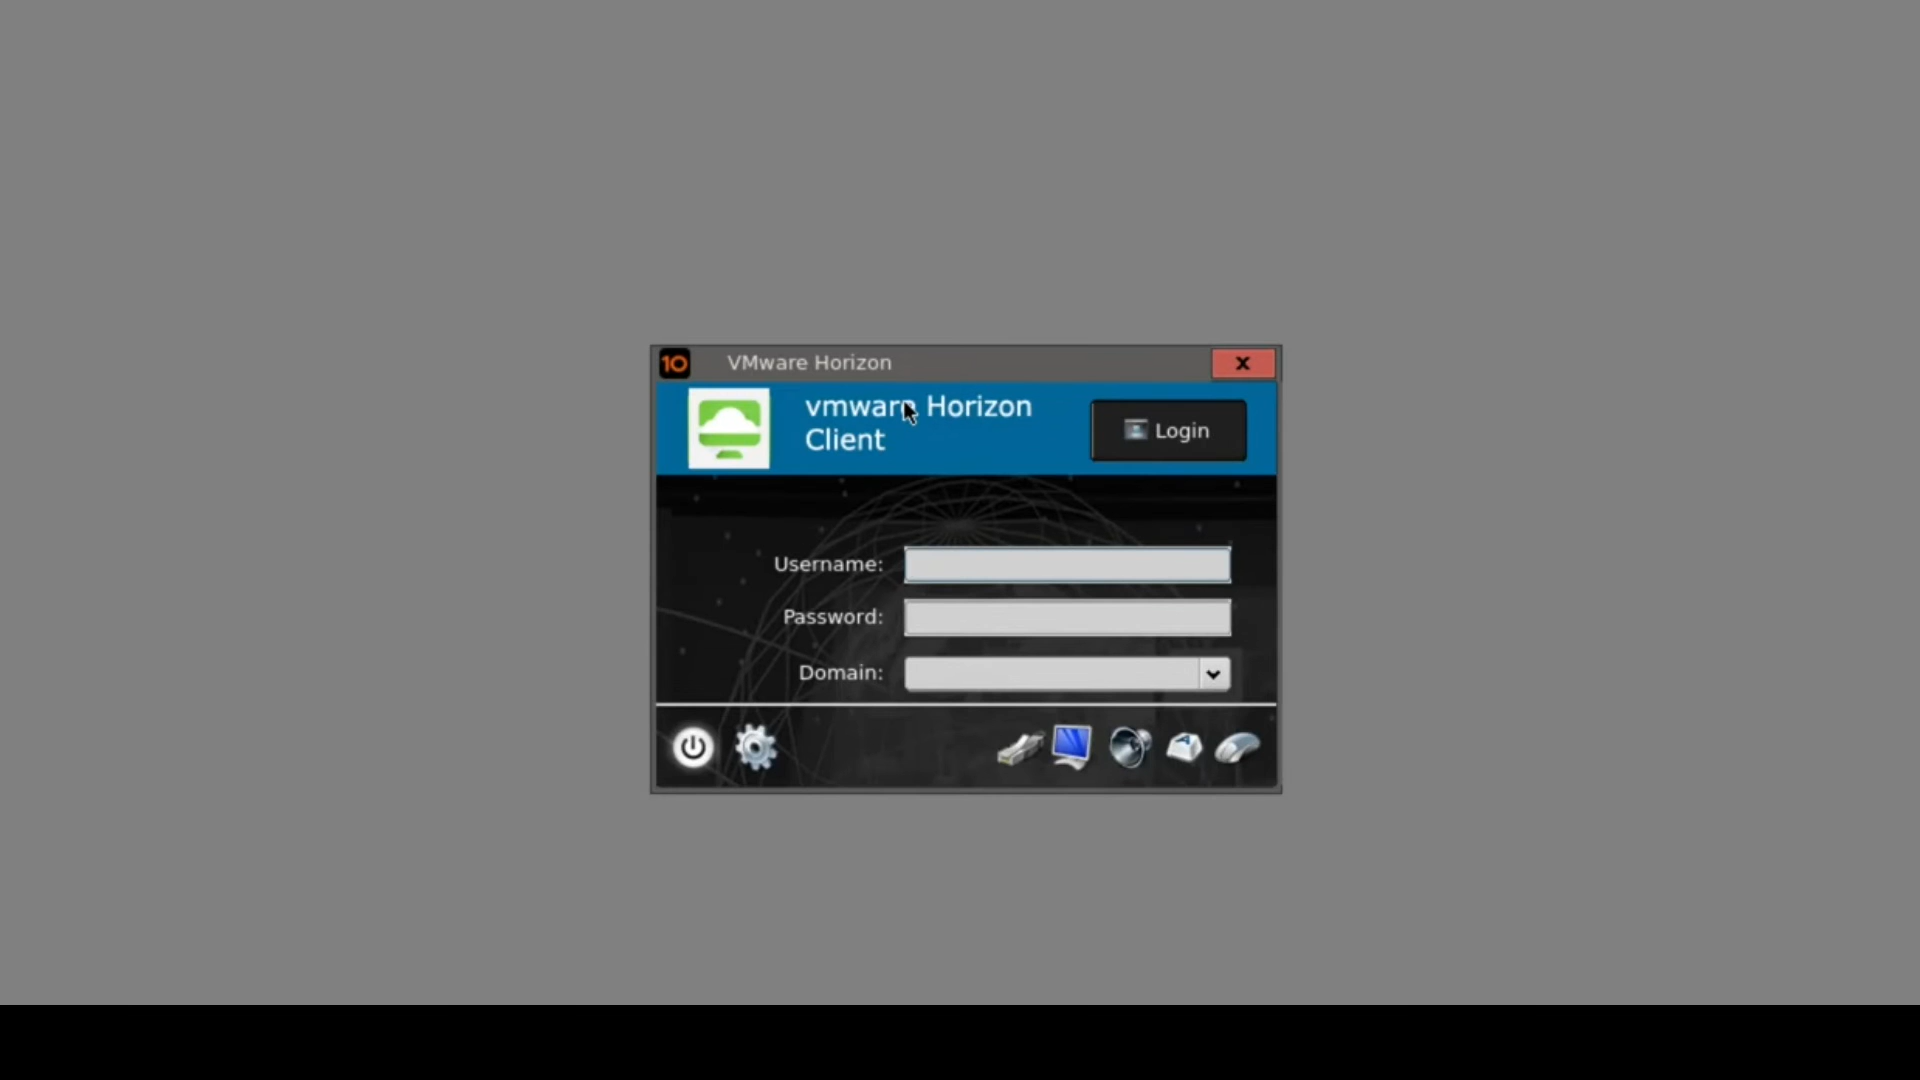 10 VMware Horizon X
vmware Horizon
Client
Login
Username:
Password:
Domain: